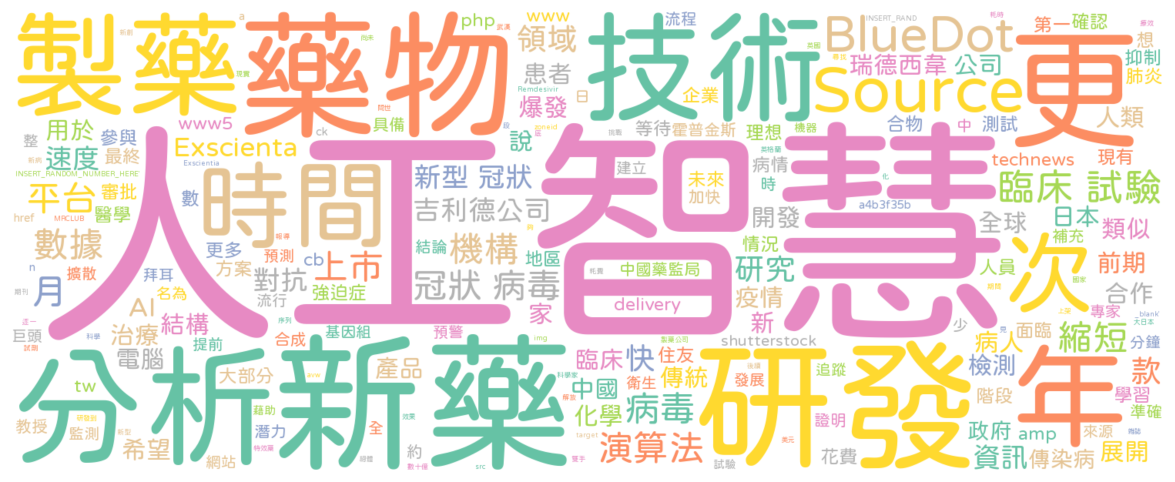 製藥
藥物
技術
更
人工智慧
時間
分析
新藥
研發
年
次
BlueDot
Source
php
www
流程
領域
患者
爆發
企業
第一
確認
想
瑞德西韋
公司
抑制
肺炎
人類
用於
參與
www5
具備
ck
說
等待
霍普金斯
理想
機器
合物
中
測試
整
速度
最終
Exscienta
INSERT_RANDOM_NUMBER_HERE
建立
病情
technews
現有
平台
審批
數
新型
冠狀
未來
加快
時
臨床
試驗
href
MRCLUB
醫學
吉利德公司
開發
a4b3f35b
全球
日本
類似
數據
更多
預測
結論
機構
地區
情況
補充
n
擴散
方案
cb
上市
中國藥監局
研究
人員
前期
月
拜耳
對抗
強迫症
冠狀
病毒
delivery
疫情
合作
AI
名為
流行
家
新
少
專家
巨頭
治療
結構
合成
基因組
預警
shutterstock
病人
面臨
縮短
分鐘
電腦
提前
img
臨床
快
住友
檢測
款
tw
大部分
產品
中國
衛生
傳統
發展
追蹤
階段
學習
藉助
化學
病毒
證明
準確
教授
監測
潛力
全
政府
amp
來源
希望
約
演算法
資訊
展開
網站
target
src
試驗
花費
傳染病
Remdesivir
Exscientia
INSERT_RAND
_blank